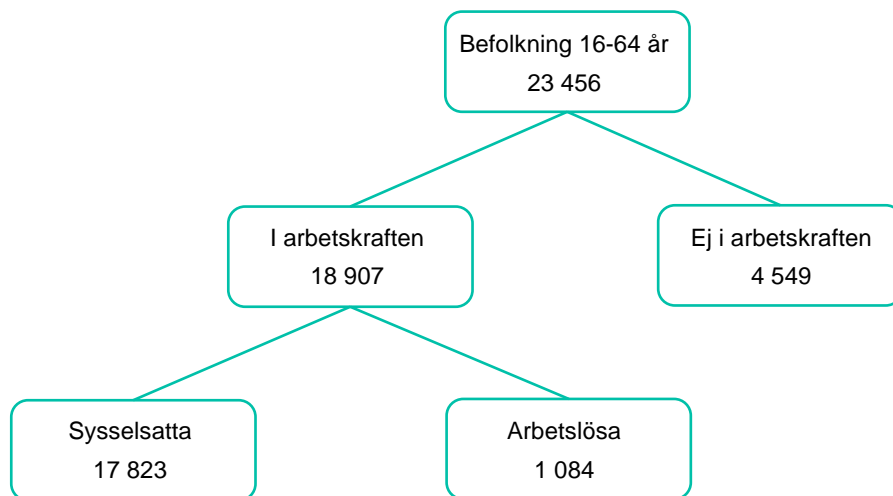 Befolkning 16-64 år
23 456
I arbetskraften
18 907
Ej i arbetskraften
4 549
Sysselsatta
17 823
Arbetslösa
1 084